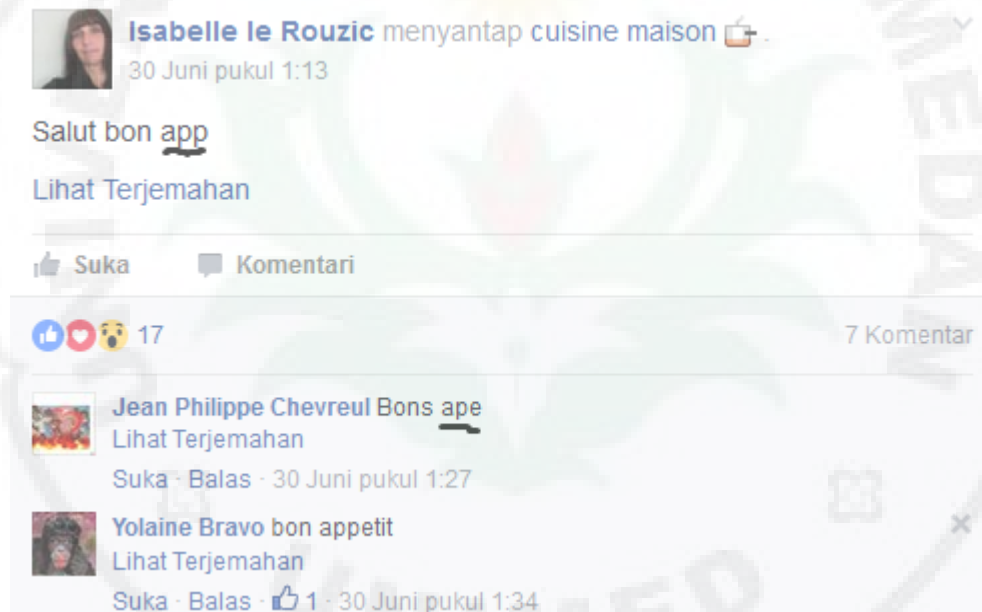 Isabelle le Rouzic menyantap cuisine maison
30 Juni pukul 1:13
Salut bon app
Lihat Terjemahan
Suka Komentari
17 7 Komentar
Jean Philippe Chevreul Bons ape
Lihat Terjemahan
Suka · Balas · 30 Juni pukul 1:27
Yolaine Bravo bon appetit
Lihat Terjemahan
Suka · Balas · 1 · 30 Juni pukul 1:34
MEDAN
UNIMED